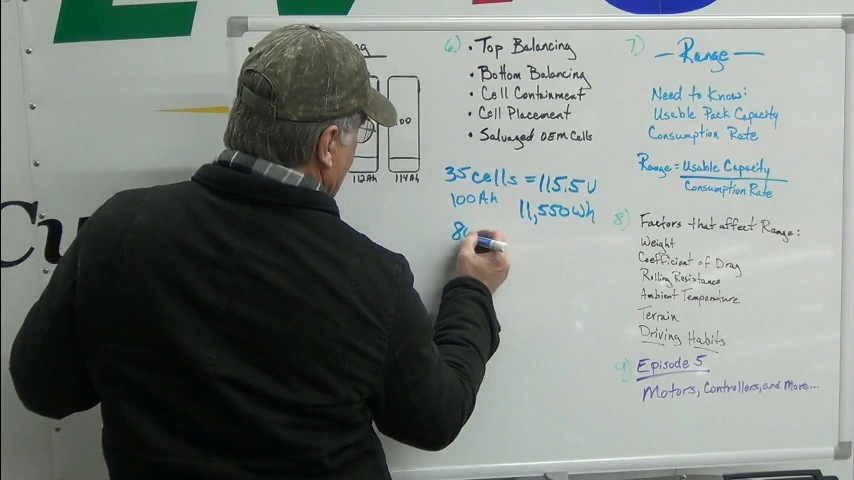 6) • Top Balancing
• Bottom Balancing
• Cell Containment
• Cell Placement
• Salvaged OEM Cells
112Ah 114Ah
35 cells = 115.5V
100Ah 11,550Wh
7) — Range —
Need to Know:
Usable Pack Capacity
Consumption Rate
Range = Usable Capacity
Consumption Rate
8) Factors that affect Range:
Weight
Coefficient of Drag
Rolling Resistance
Ambient Temperature
Terrain
Driving Habits
9) Episode 5
Motors, Controllers, and More...